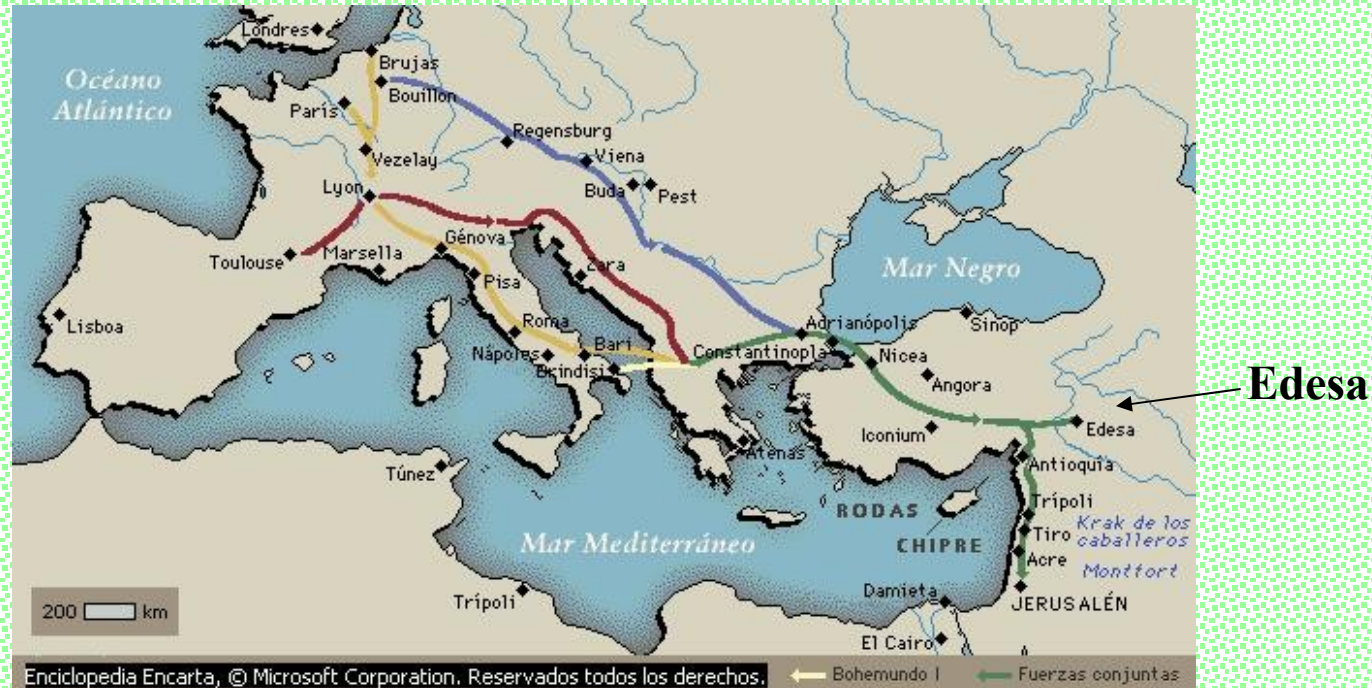 Londres
Brujas
Océano
Atlántico
Bouillon
París
Regensburg
Vezelay
Viena
Buda
Pest
Lyon
Génova
Toulouse
Marsella
Zara
Pisa
Mar Negro
Lisboa
Roma
Adrianópolis
Sinop
Nápoles
Bari
Constantinopla
Nicea
Brindisi
Angora
Edesa
Iconium
Edesa
Atenas
Antioquía
Túnez
Trípoli
RODAS
Krak de los
caballeros
Mar Mediterráneo
CHIPRE
Tiro
Acre
Montfort
200 km
Trípoli
Damieta
JERUSALÉN
El Cairo
Enciclopedia Encarta, © Microsoft Corporation. Reservados todos los derechos.
Bohemundo I
Fuerzas conjuntas